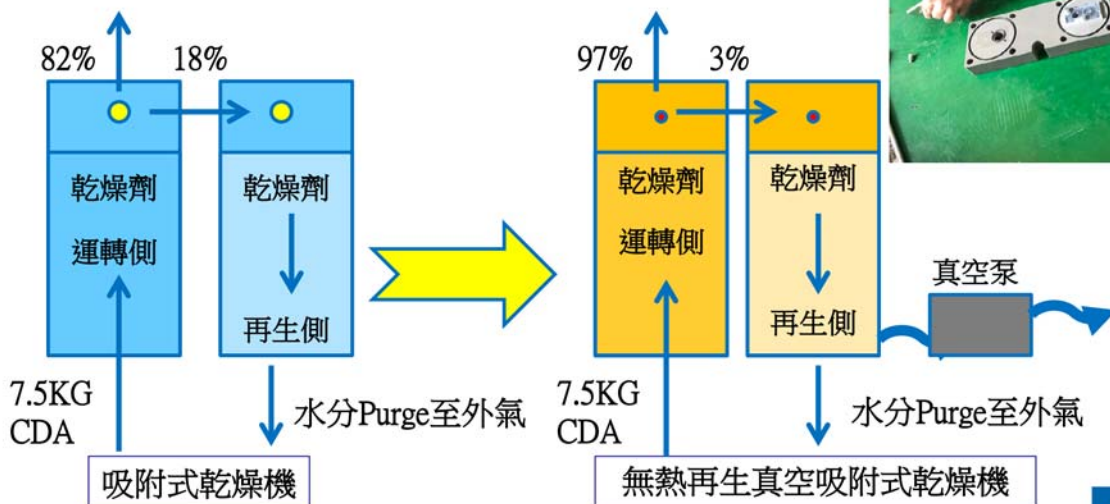 82%
18%
乾燥劑
運轉側
乾燥劑
再生側
7.5KG
CDA
水分Purge至外氣
吸附式乾燥機
97%
3%
乾燥劑
運轉側
乾燥劑
再生側
真空泵
7.5KG
CDA
水分Purge至外氣
無熱再生真空吸附式乾燥機